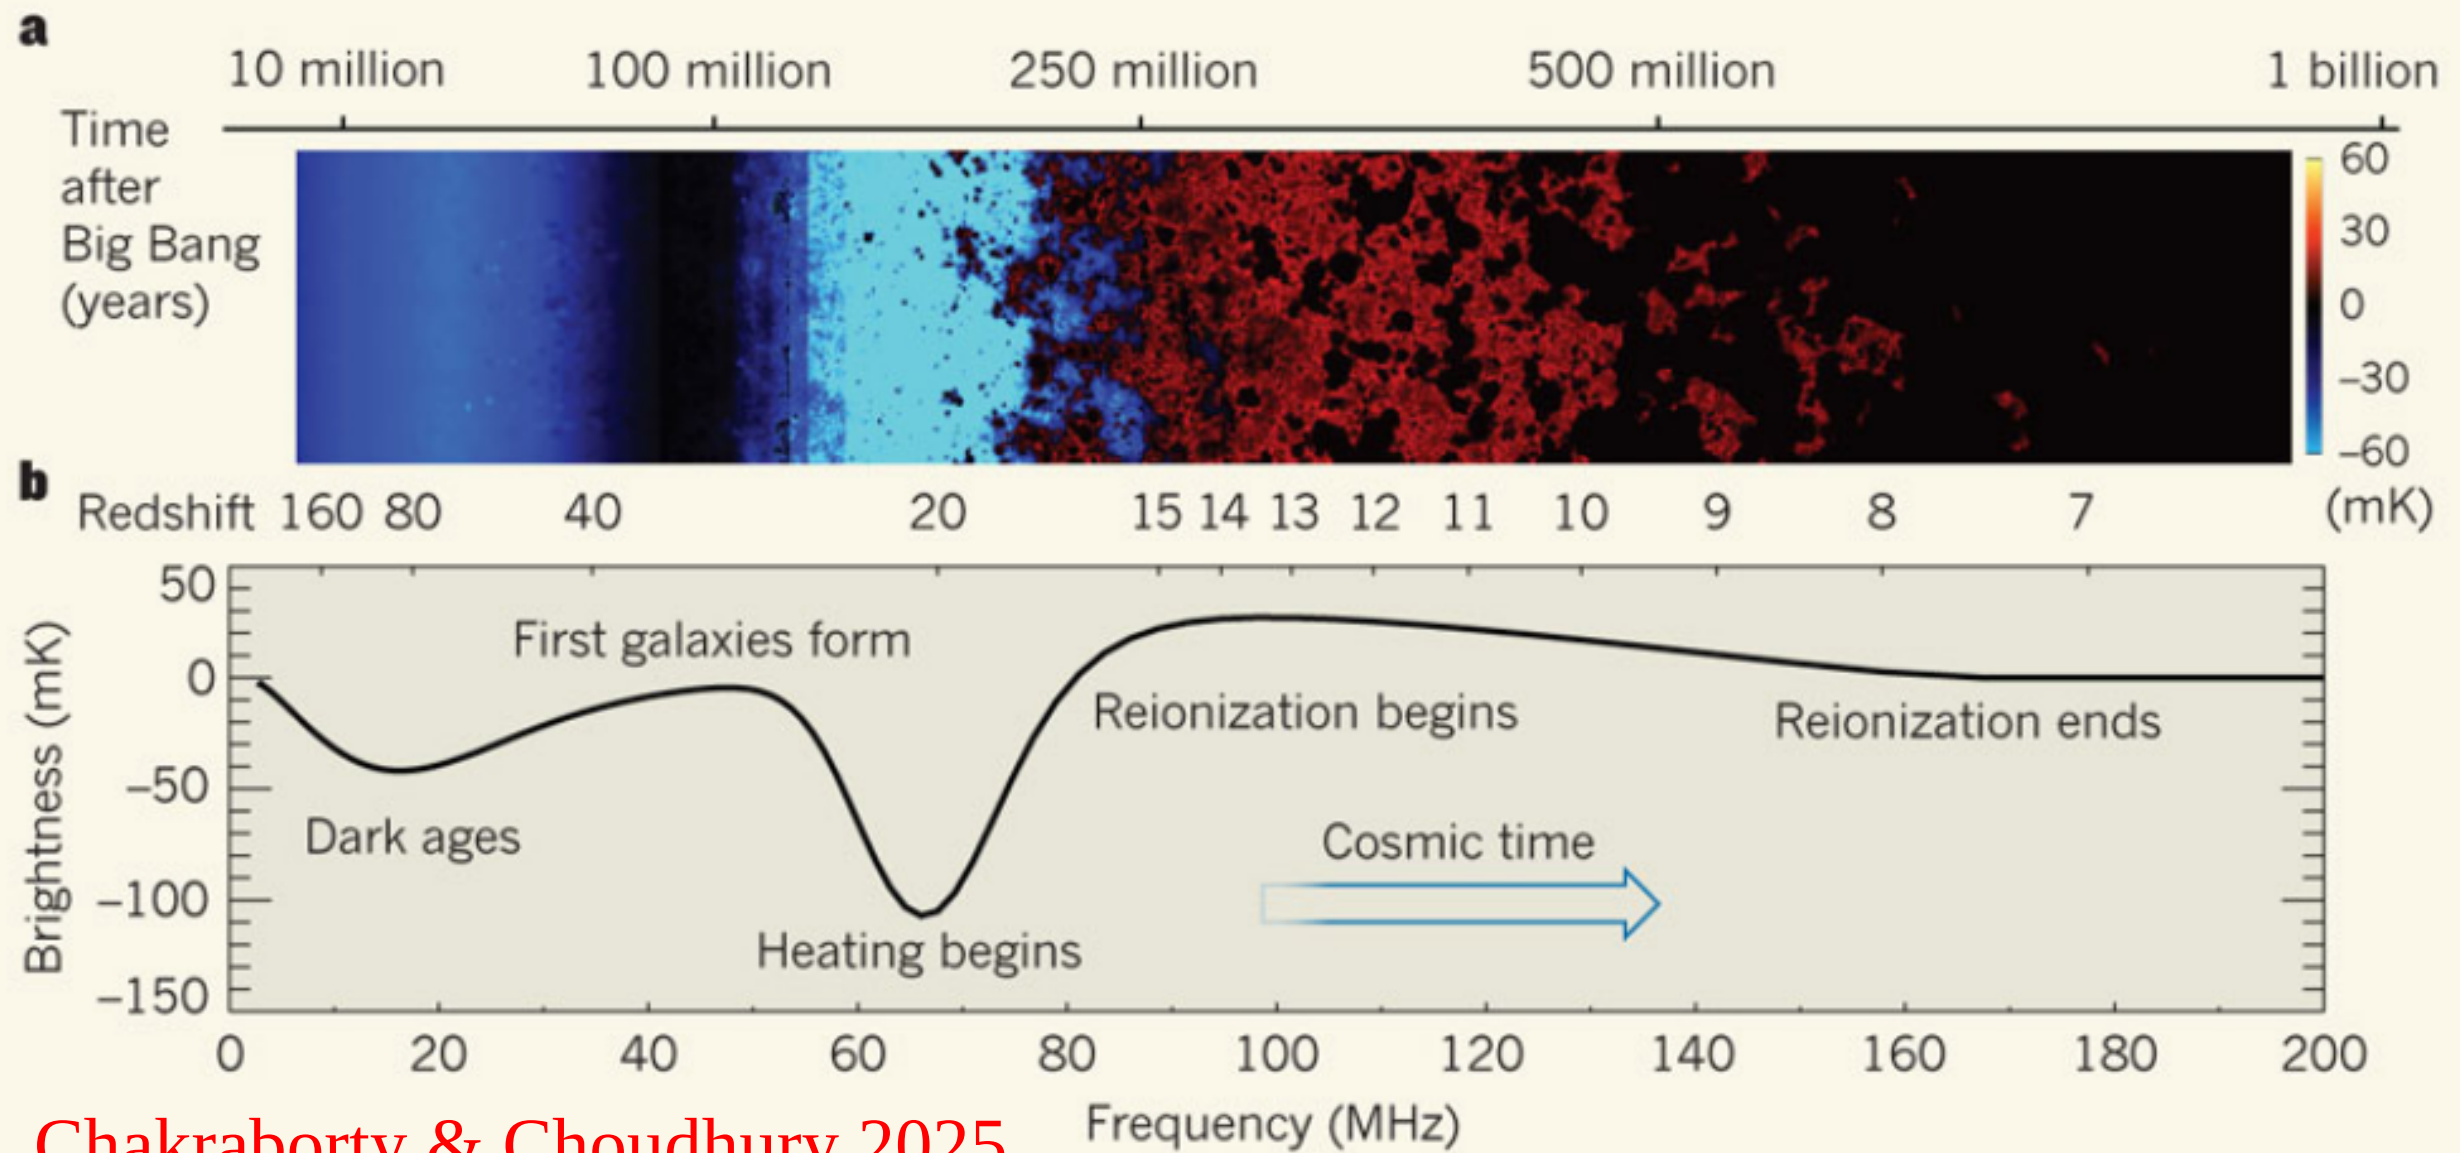 a
10 million 100 million 250 million 500 million 1 billion
Time
after
Big Bang
(years)
60
30
0
–30
–60
(mK)
b
Redshift 160 80 40 20 15 14 13 12 11 10 9 8 7
Brightness (mK)
50
0
–50
–100
–150
First galaxies form
Reionization begins
Reionization ends
Dark ages
Cosmic time
Heating begins
0 20 40 60 80 100 120 140 160 180 200
Frequency (MHz)
Chakraborty & Choudhury 2025